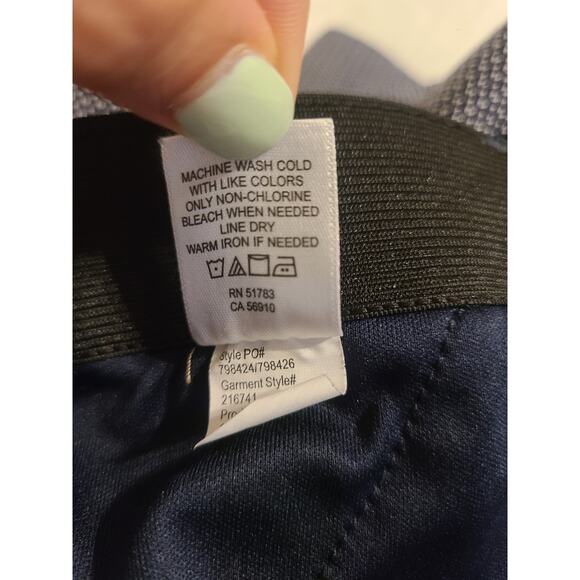 MACHINE WASH COLD
WITH LIKE COLORS
ONLY NON-CHLORINE
BLEACH WHEN NEEDED
LINE DRY
WARM IRON IF NEEDED
RN 51783
CA 56910
Style PO#
798424/798426
Garment Style#
216741